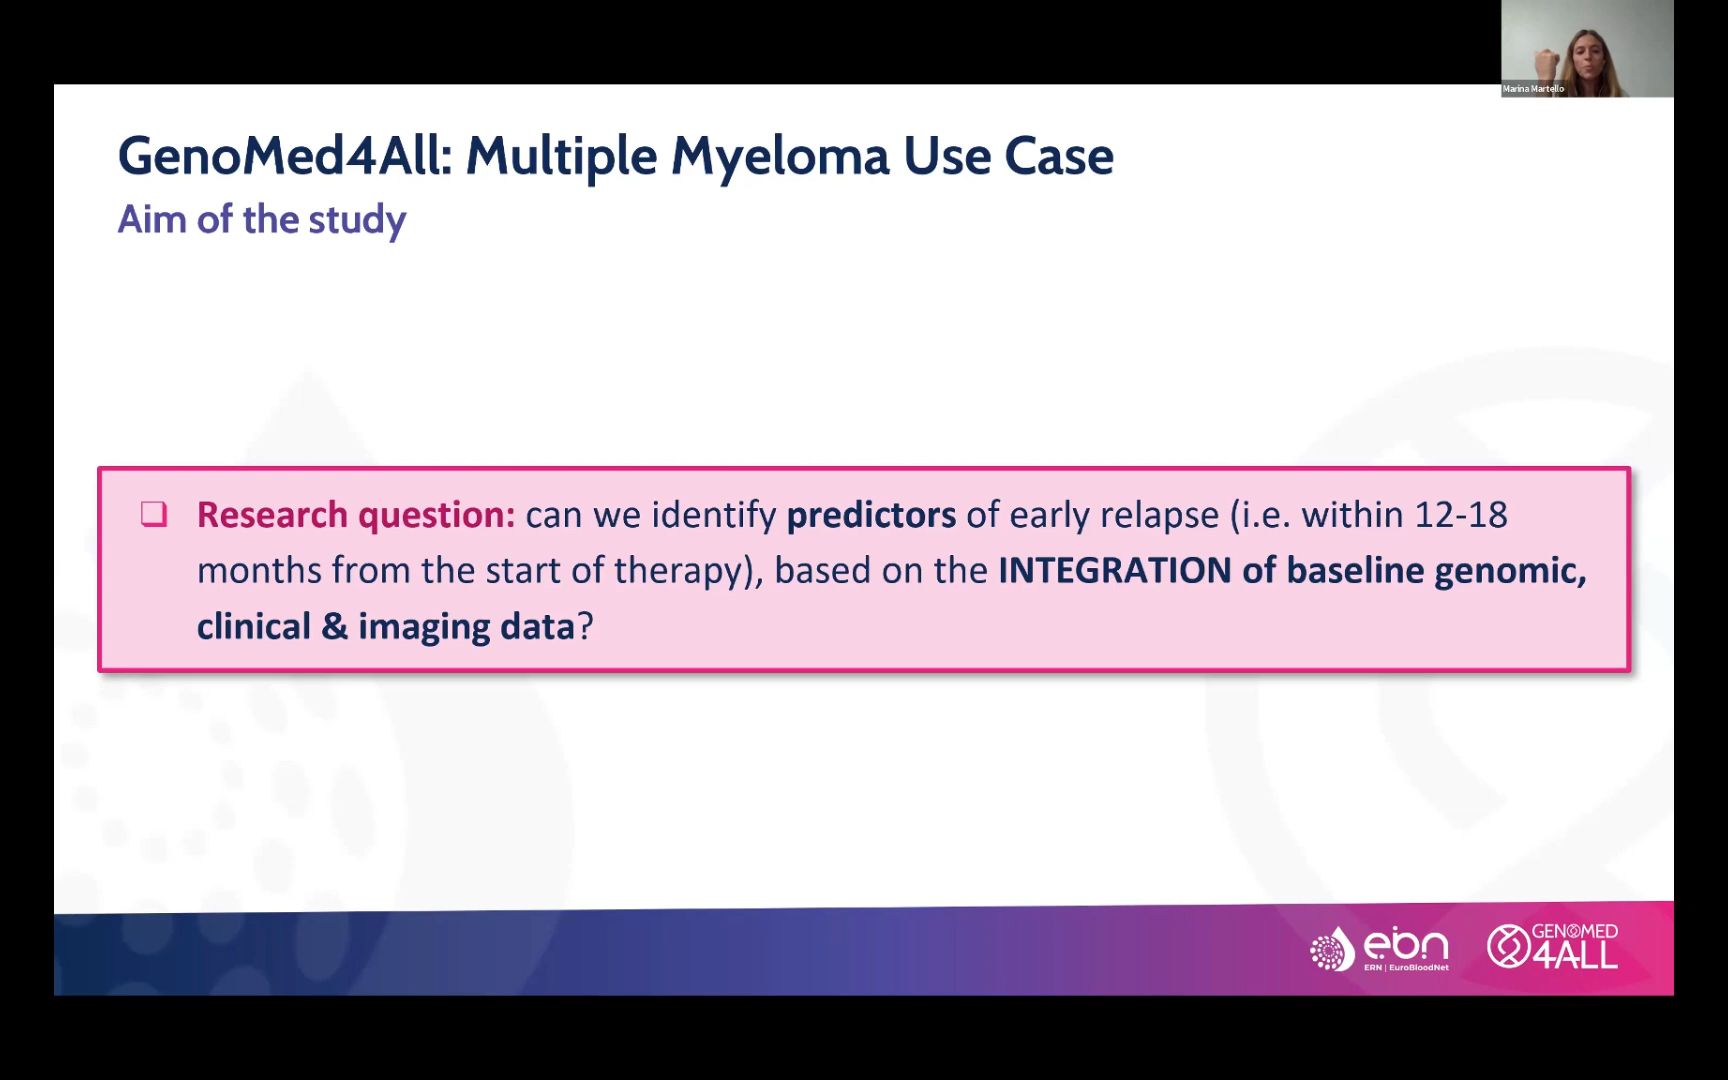 Marina Martello
GenoMed4All: Multiple Myeloma Use Case
Aim of the study
Research question: can we identify predictors of early relapse (i.e. within 12-18
months from the start of therapy), based on the INTEGRATION of baseline genomic,
clinical & imaging data?
ebn
ERN | EuroBloodNet
GENOMED
4ALL